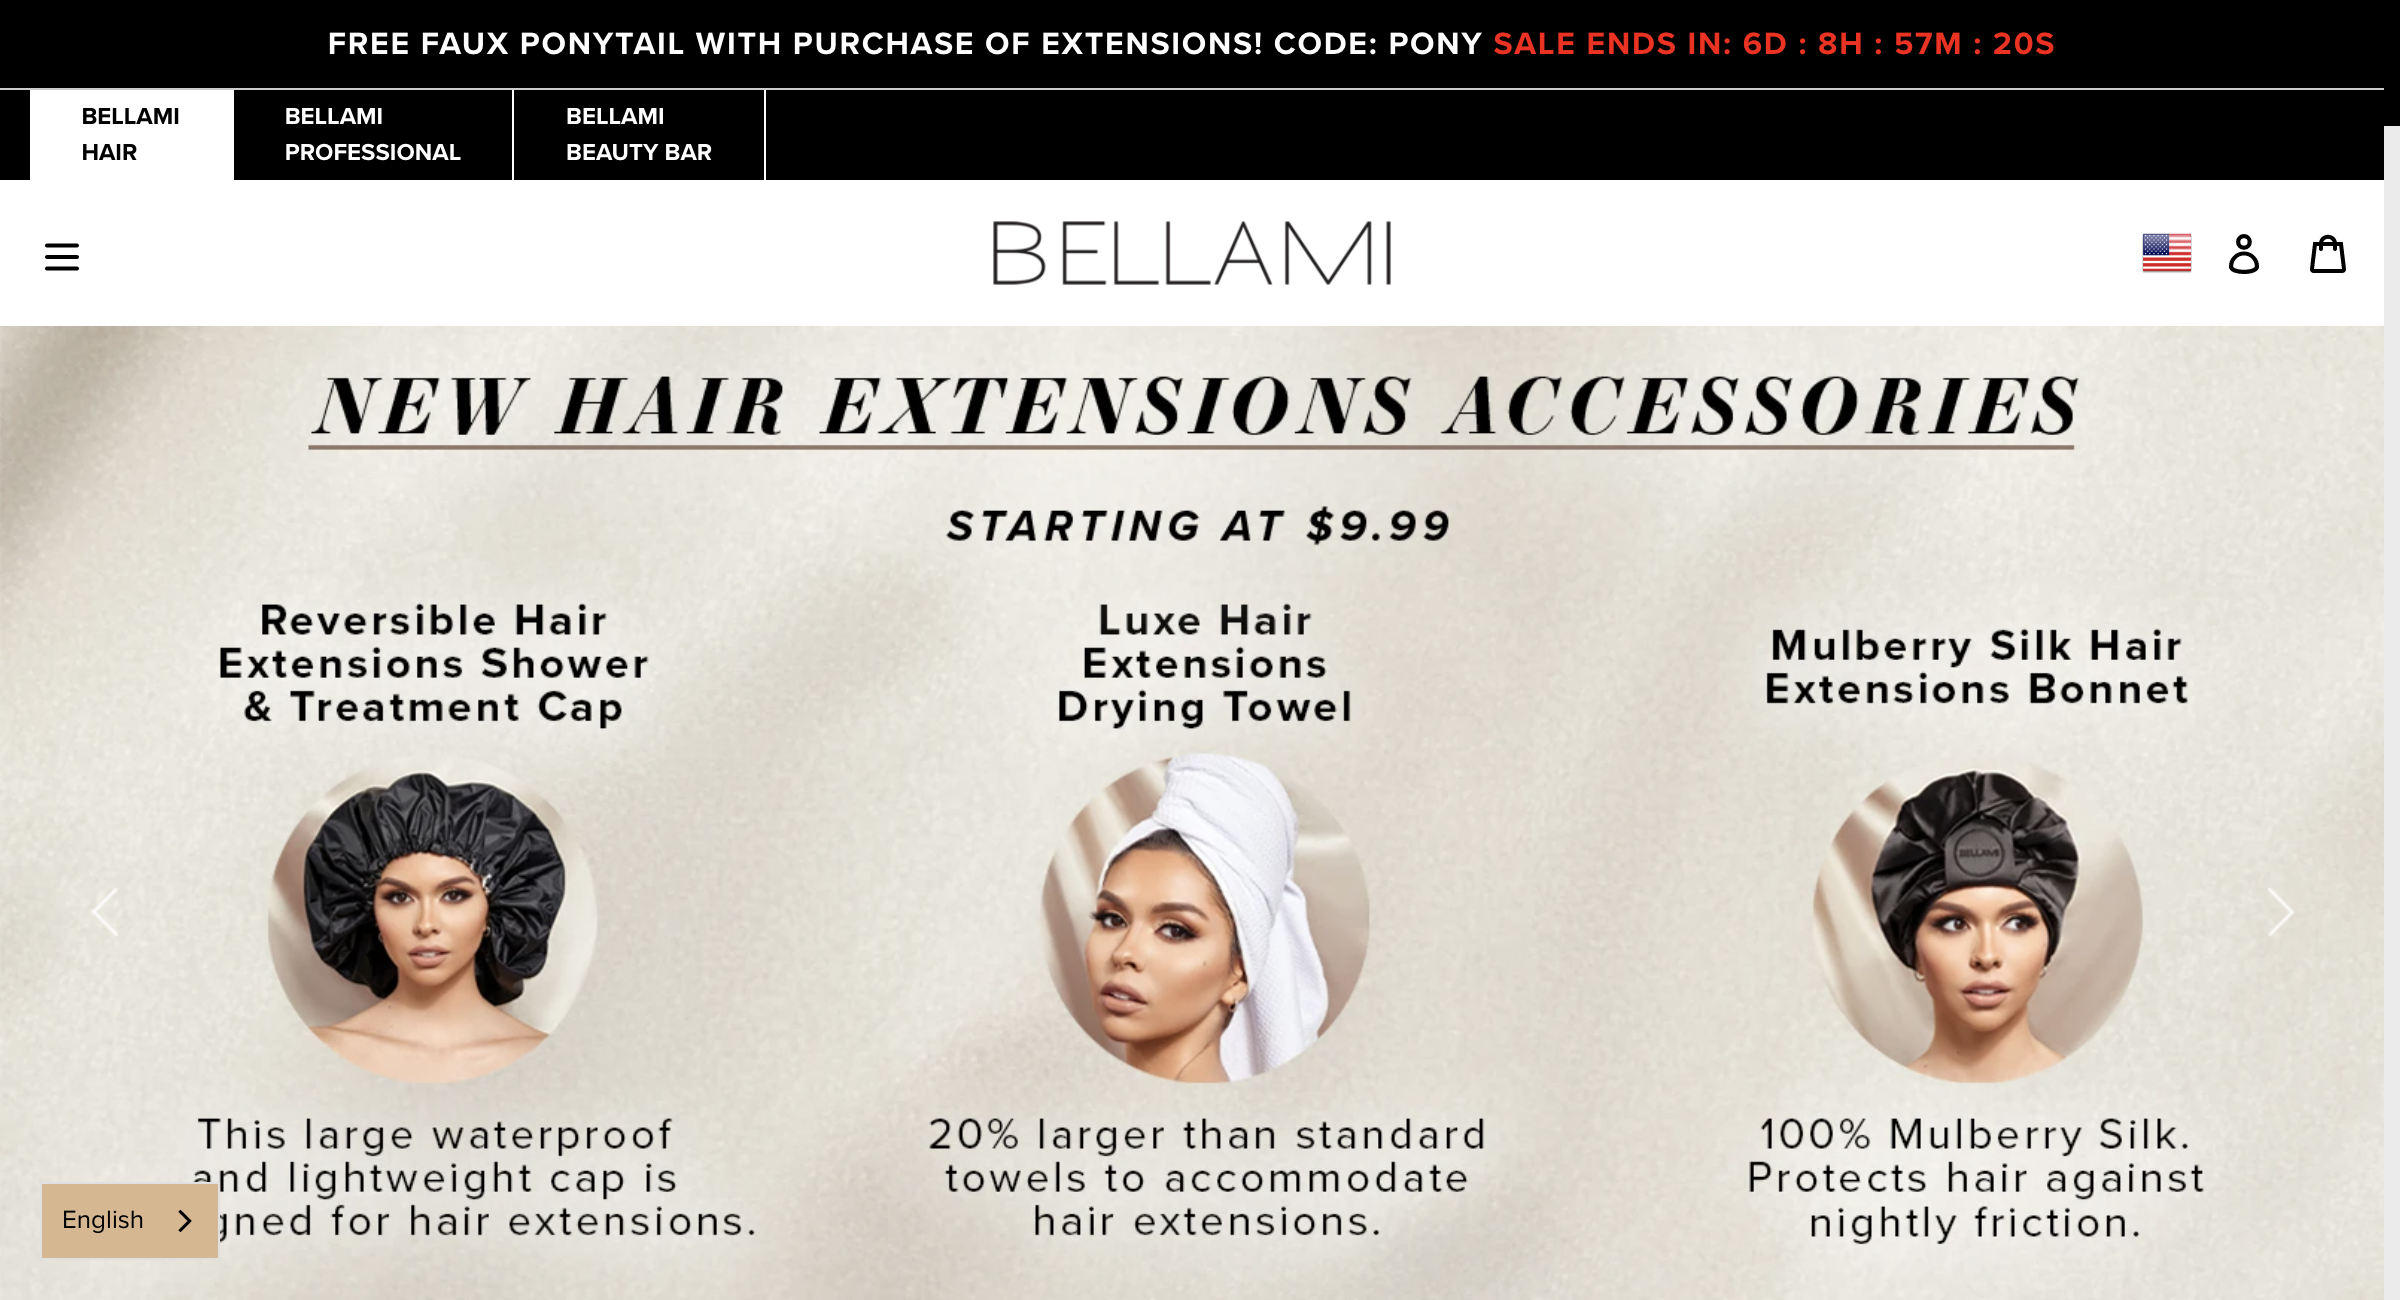 FREE FAUX PONYTAIL WITH PURCHASE OF EXTENSIONS! CODE: PONY SALE ENDS IN: 6D : 8H : 57M : 20S
BELLAMI
HAIR
BELLAMI
PROFESSIONAL
BELLAMI
BEAUTY BAR
BELLAMI
NEW HAIR EXTENSIONS ACCESSORIES
STARTING AT $9.99
Reversible Hair
Extensions Shower
& Treatment Cap
Luxe Hair
Extensions
Drying Towel
Mulberry Silk Hair
Extensions Bonnet
BELLAMI
This large waterproof
and lightweight cap is
gned for hair extensions.
20% larger than standard
towels to accommodate
hair extensions.
100% Mulberry Silk.
Protects hair against
nightly friction.
English